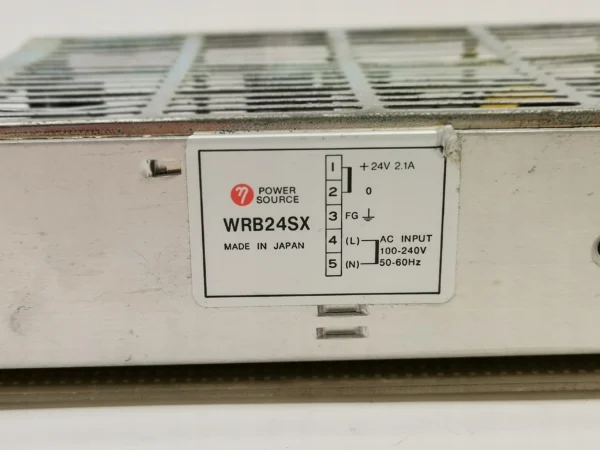 η POWER
SOURCE
WRB24SX
MADE IN JAPAN
1 +24V 2.1A
2 0
3 FG
4 (L) AC INPUT
100-240V
5 (N) 50-60Hz